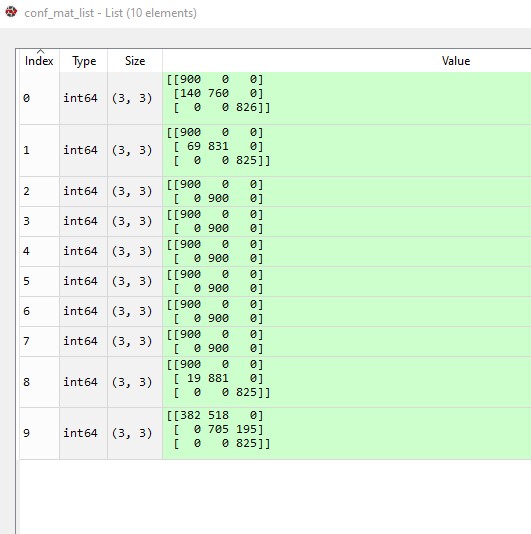 conf_mat_list - List (10 elements)
Index Type Size Value
0 int64 (3, 3) [[900   0   0]
[140 760   0]
[  0   0 826]]
1 int64 (3, 3) [[900   0   0]
[ 69 831   0]
[  0   0 825]]
2 int64 (3, 3) [[900   0   0]
[  0 900   0]
3 int64 (3, 3) [[900   0   0]
[  0 900   0]
4 int64 (3, 3) [[900   0   0]
[  0 900   0]
5 int64 (3, 3) [[900   0   0]
[  0 900   0]
6 int64 (3, 3) [[900   0   0]
[  0 900   0]
7 int64 (3, 3) [[900   0   0]
[  0 900   0]
8 int64 (3, 3) [[900   0   0]
[ 19 881   0]
[  0   0 825]]
9 int64 (3, 3) [[382 518   0]
[  0 705 195]
[  0   0 825]]